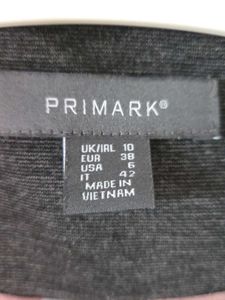 PRIMARK®
UK/IRL 10
EUR 38
USA 6
IT 42
MADE IN
VIETNAM